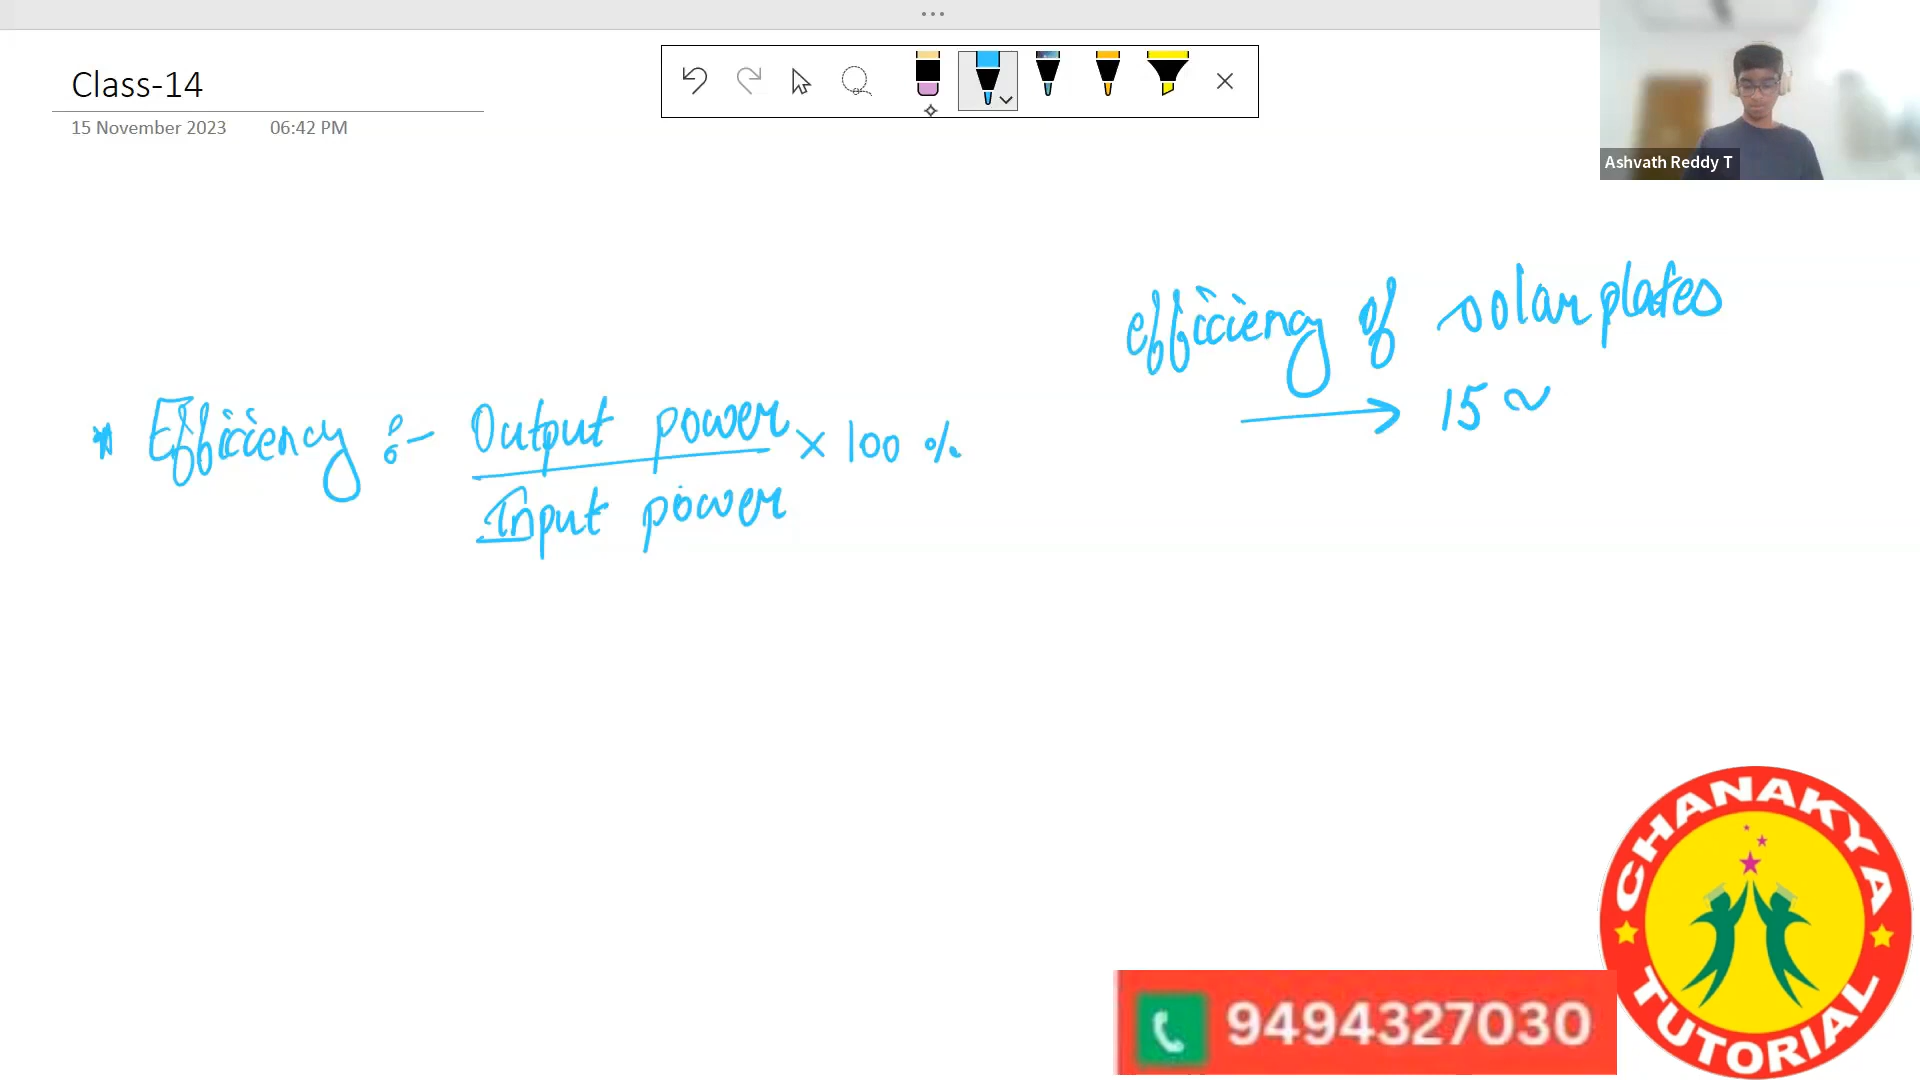 Class-14
15 November 2023 06:42 PM
Ashvath Reddy T
efficiency of solar plates
→ 15 ~
* Efficiency :- Output power × 100 %
Input power
CHANAKYA
TUTORIAL
9494327030